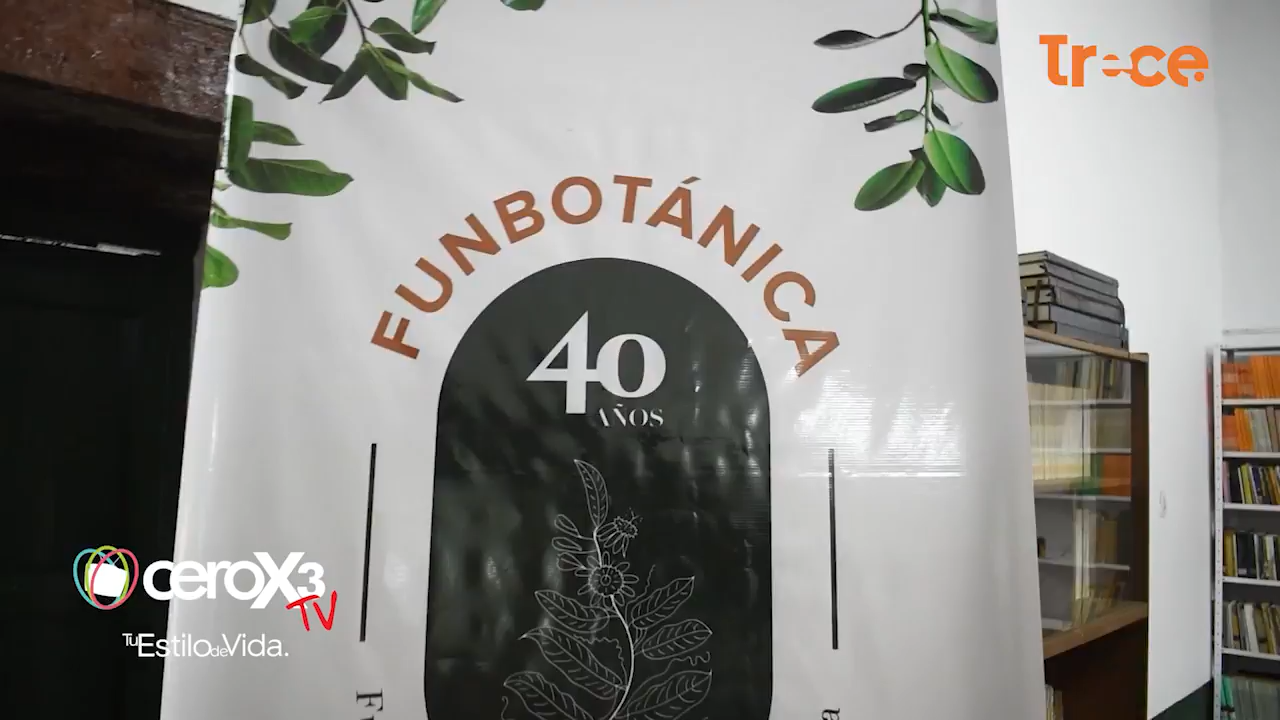 Trece
FUNBOTÁNICA
40
AÑOS
ceroX3
TV
Tu Estilo de Vida.